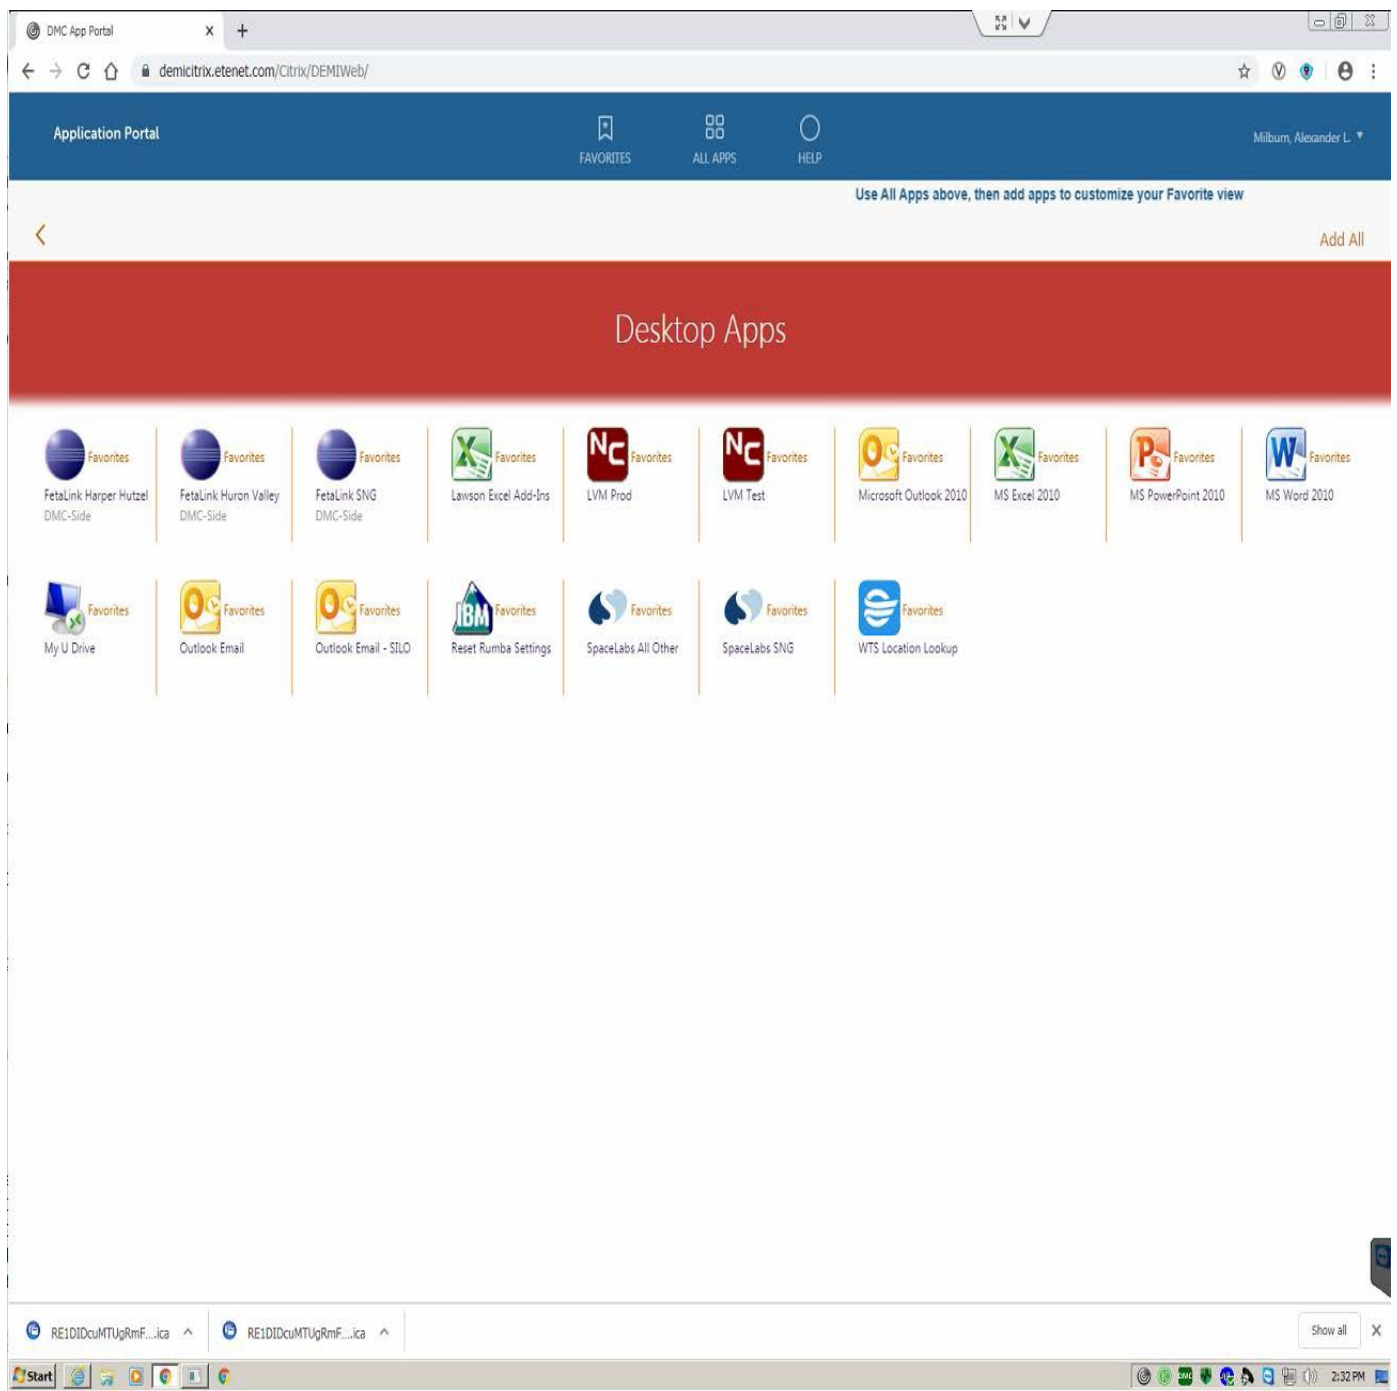 DMC App Portal
demicitrix.etenet.com/Citrix/DEMIWeb/
Application Portal
FAVORITES
ALL APPS
HELP
Milburn, Alexander L.
Use All Apps above, then add apps to customize your Favorite view
Add All
Desktop Apps
Favorites Favorites Favorites Favorites Favorites Favorites Favorites Favorites Favorites Favorites
FetaLink Harper Hutzel FetaLink Huron Valley FetaLink SNG Lawson Excel Add-Ins LVM Prod LVM Test Microsoft Outlook 2010 MS Excel 2010 MS PowerPoint 2010 MS Word 2010
DMC-Side DMC-Side DMC-Side
Favorites Favorites Favorites IBM Favorites Favorites Favorites Favorites
My U Drive Outlook Email Outlook Email - SILO Reset Rumba Settings SpaceLabs All Other SpaceLabs SNG WTS Location Lookup
RE1DIDcuMTUgRmF....ica RE1DIDcuMTUgRmF....ica Show all
Start 2:32 PM